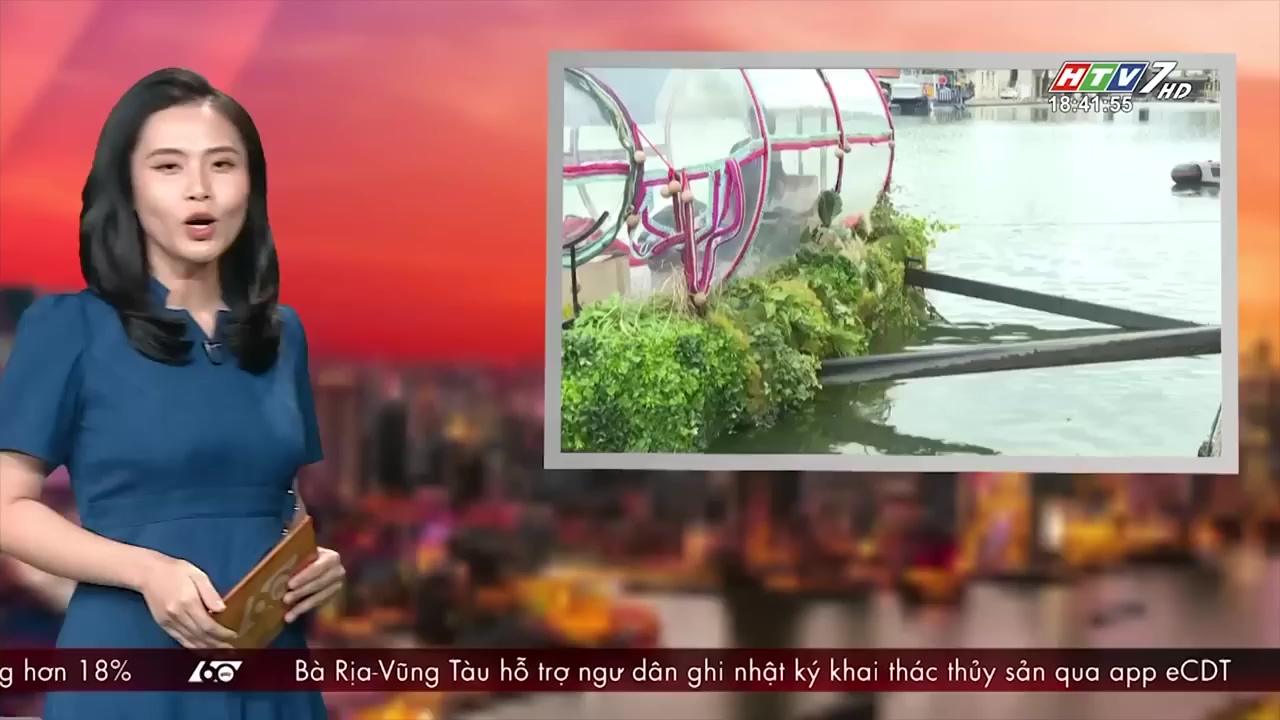 HTV7 HD
18:41:55
g hơn 18% 60 Bà Rịa-Vũng Tàu hỗ trợ ngư dân ghi nhật ký khai thác thủy sản qua app eCDT